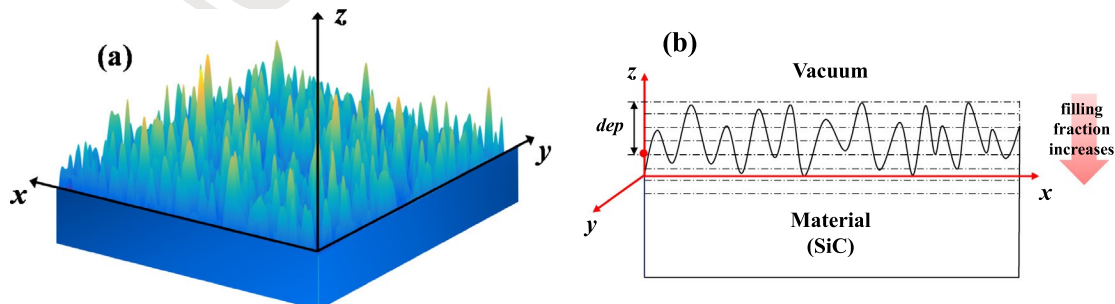 (a)
z
x
y
(b)
z
Vacuum
dep
filling
fraction
increases
x
y
Material
(SiC)